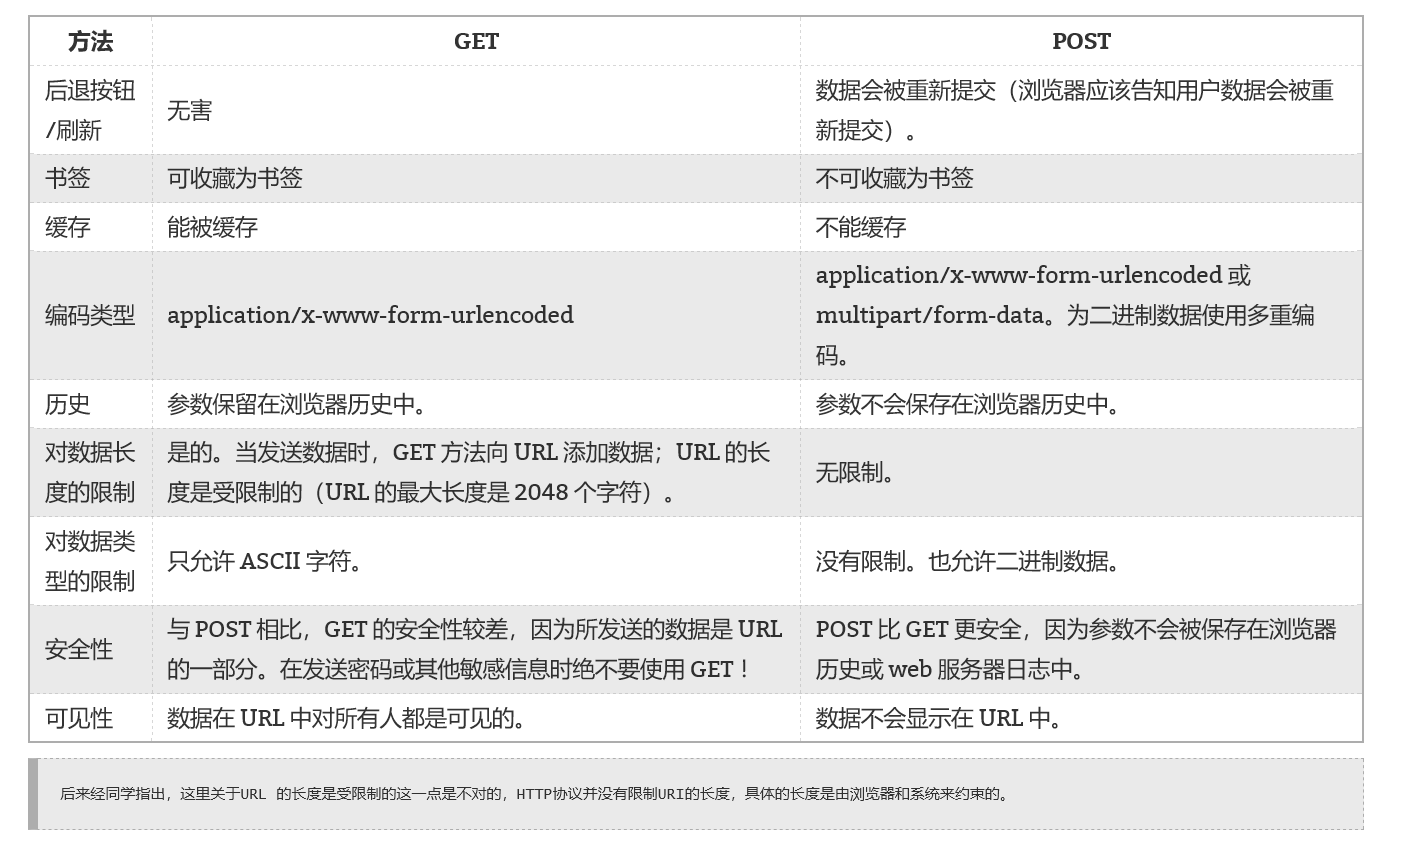 方法 GET POST
后退按钮
/刷新
无害
数据会被重新提交（浏览器应该告知用户数据会被重
新提交）。
书签 可收藏为书签 不可收藏为书签
缓存 能被缓存 不能缓存
编码类型
application/x-www-form-urlencoded
application/x-www-form-urlencoded 或
multipart/form-data。为二进制数据使用多重编
码。
历史 参数保留在浏览器历史中。 参数不会保存在浏览器历史中。
对数据长
度的限制
是的。当发送数据时，GET 方法向 URL 添加数据；URL 的长
度是受限制的（URL 的最大长度是 2048 个字符）。
无限制。
对数据类
型的限制
只允许 ASCII 字符。
没有限制。也允许二进制数据。
安全性
与 POST 相比，GET 的安全性较差，因为所发送的数据是 URL
的一部分。在发送密码或其他敏感信息时绝不要使用 GET ！
POST 比 GET 更安全，因为参数不会被保存在浏览器
历史或 web 服务器日志中。
可见性 数据在 URL 中对所有人都是可见的。 数据不会显示在 URL 中。
后来经同学指出，这里关于URL 的长度是受限制的这一点是不对的，HTTP协议并没有限制URI的长度，具体的长度是由浏览器和系统来约束的。